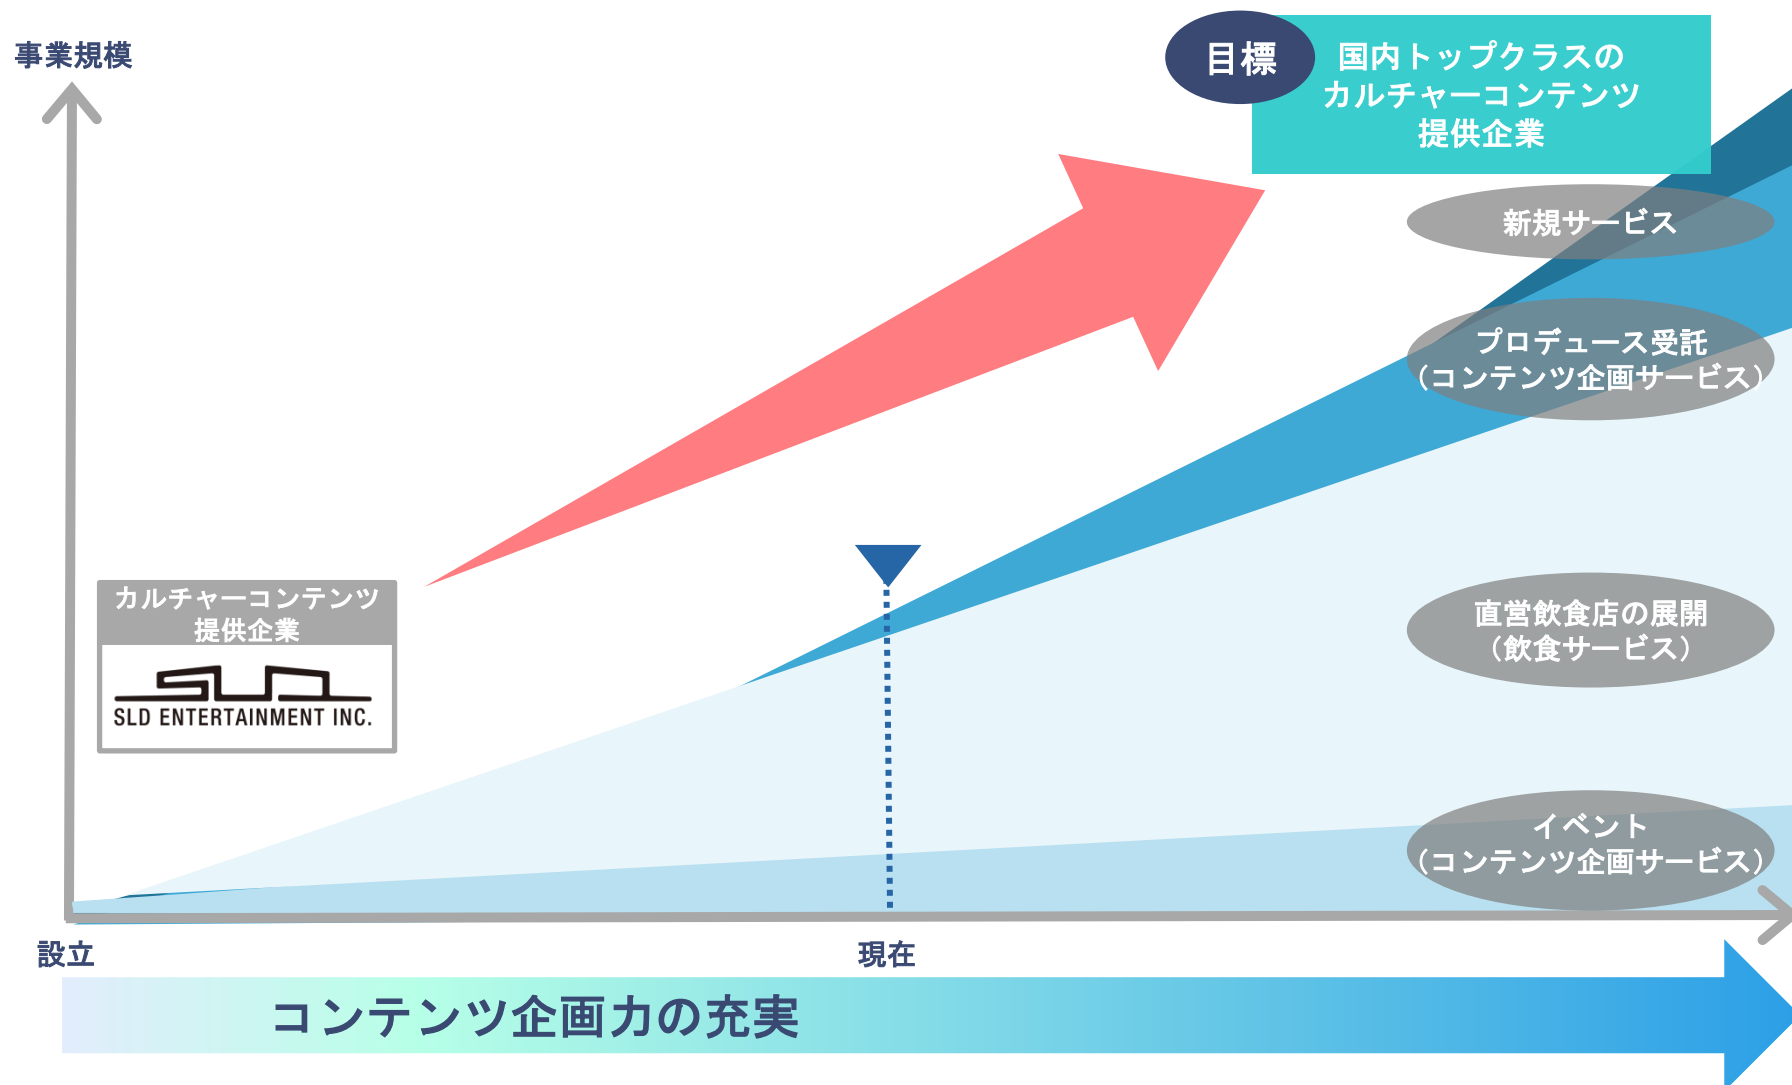 事業規模
目標
国内トップクラスの
カルチャーコンテンツ
提供企業
新規サービス
プロデュース受託
（コンテンツ企画サービス）
カルチャーコンテンツ
提供企業
SLD ENTERTAINMENT INC.
直営飲食店の展開
（飲食サービス）
イベント
（コンテンツ企画サービス）
設立
現在
コンテンツ企画力の充実